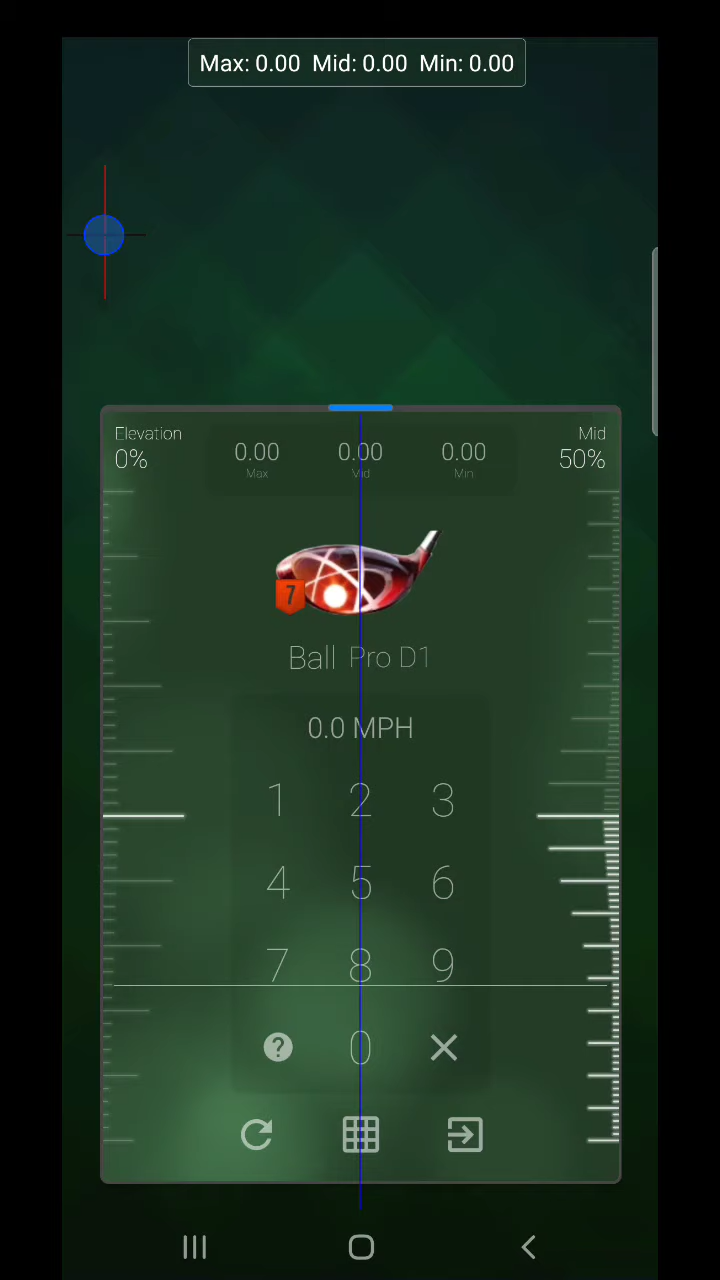 Max: 0.00 Mid: 0.00 Min: 0.00
Elevation
0%
0.00 0.00 0.00
Max Mid Min
Mid
50%
7
Ball Pro D1
0.0 MPH
1 2 3
4 5 6
7 8 9
? 0